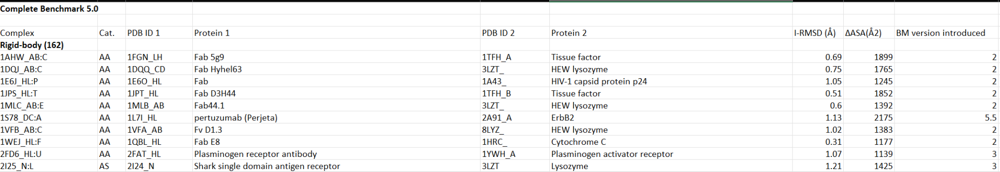 Complete Benchmark 5.0
Complex Cat. PDB ID 1 Protein 1 PDB ID 2 Protein 2 I-RMSD (Å) ΔASA(Å2) BM version introduced
Rigid-body (162)
1AHW_AB:C AA 1FGN_LH Fab 5g9 1TFH_A Tissue factor 0.69 1899 2
1DQJ_AB:C AA 1DQQ_CD Fab Hyhel63 3LZT_ HEW lysozyme 0.75 1765 2
1E6J_HL:P AA 1E6O_HL Fab 1A43_ HIV-1 capsid protein p24 1.05 1245 2
1JPS_HL:T AA 1JPT_HL Fab D3H44 1TFH_B Tissue factor 0.51 1852 2
1MLC_AB:E AA 1MLB_AB Fab44.1 3LZT_ HEW lysozyme 0.6 1392 2
1S78_DC:A AA 1L7I_HL pertuzumab (Perjeta) 2A91_A ErbB2 1.13 2175 5.5
1VFB_AB:C AA 1VFA_AB Fv D1.3 8LYZ_ HEW lysozyme 1.02 1383 2
1WEJ_HL:F AA 1QBL_HL Fab E8 1HRC_ Cytochrome C 0.31 1177 2
2FD6_HL:U AA 2FAT_HL Plasminogen receptor antibody 1YWH_A Plasminogen activator receptor 1.07 1139 3
2I25_N:L AS 2I24_N Shark single domain antigen receptor 3LZT Lysozyme 1.21 1425 3